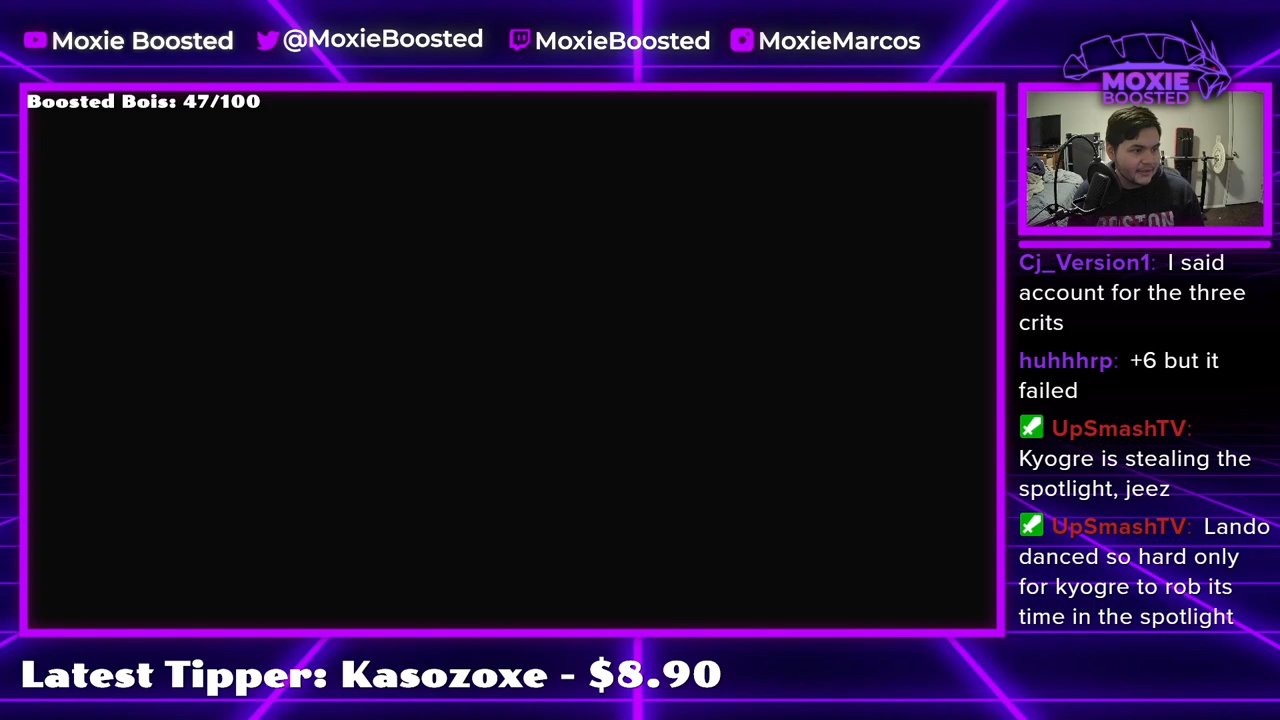 Moxie Boosted @MoxieBoosted MoxieBoosted MoxieMarcos
MOXIE
BOOSTED
Boosted Bois: 47/100
Cj_Version1: I said
account for the three
crits
huhhhrp: +6 but it
failed
UpSmashTV:
Kyogre is stealing the
spotlight, jeez
UpSmashTV: Lando
danced so hard only
for kyogre to rob its
time in the spotlight
Latest Tipper: Kasozoxe - $8.90